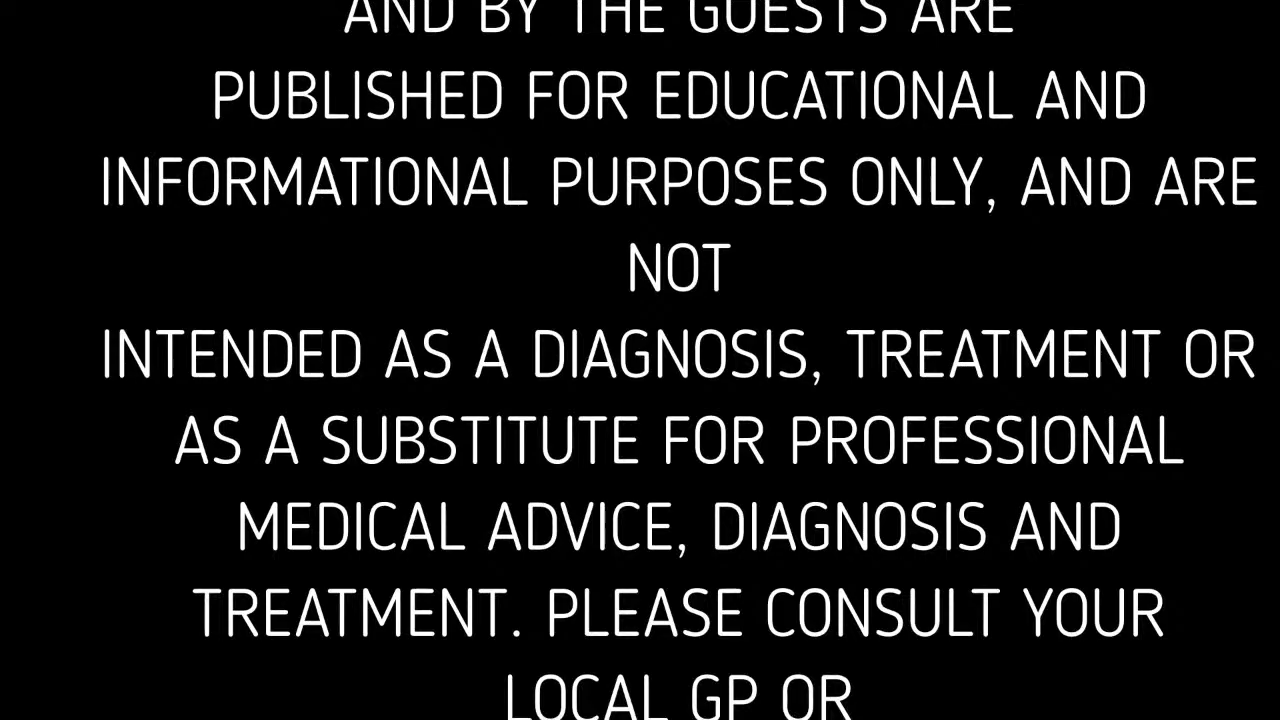 AND BY THE GUESTS ARE
PUBLISHED FOR EDUCATIONAL AND
INFORMATIONAL PURPOSES ONLY, AND ARE
NOT
INTENDED AS A DIAGNOSIS, TREATMENT OR
AS A SUBSTITUTE FOR PROFESSIONAL
MEDICAL ADVICE, DIAGNOSIS AND
TREATMENT. PLEASE CONSULT YOUR
LOCAL GP OR